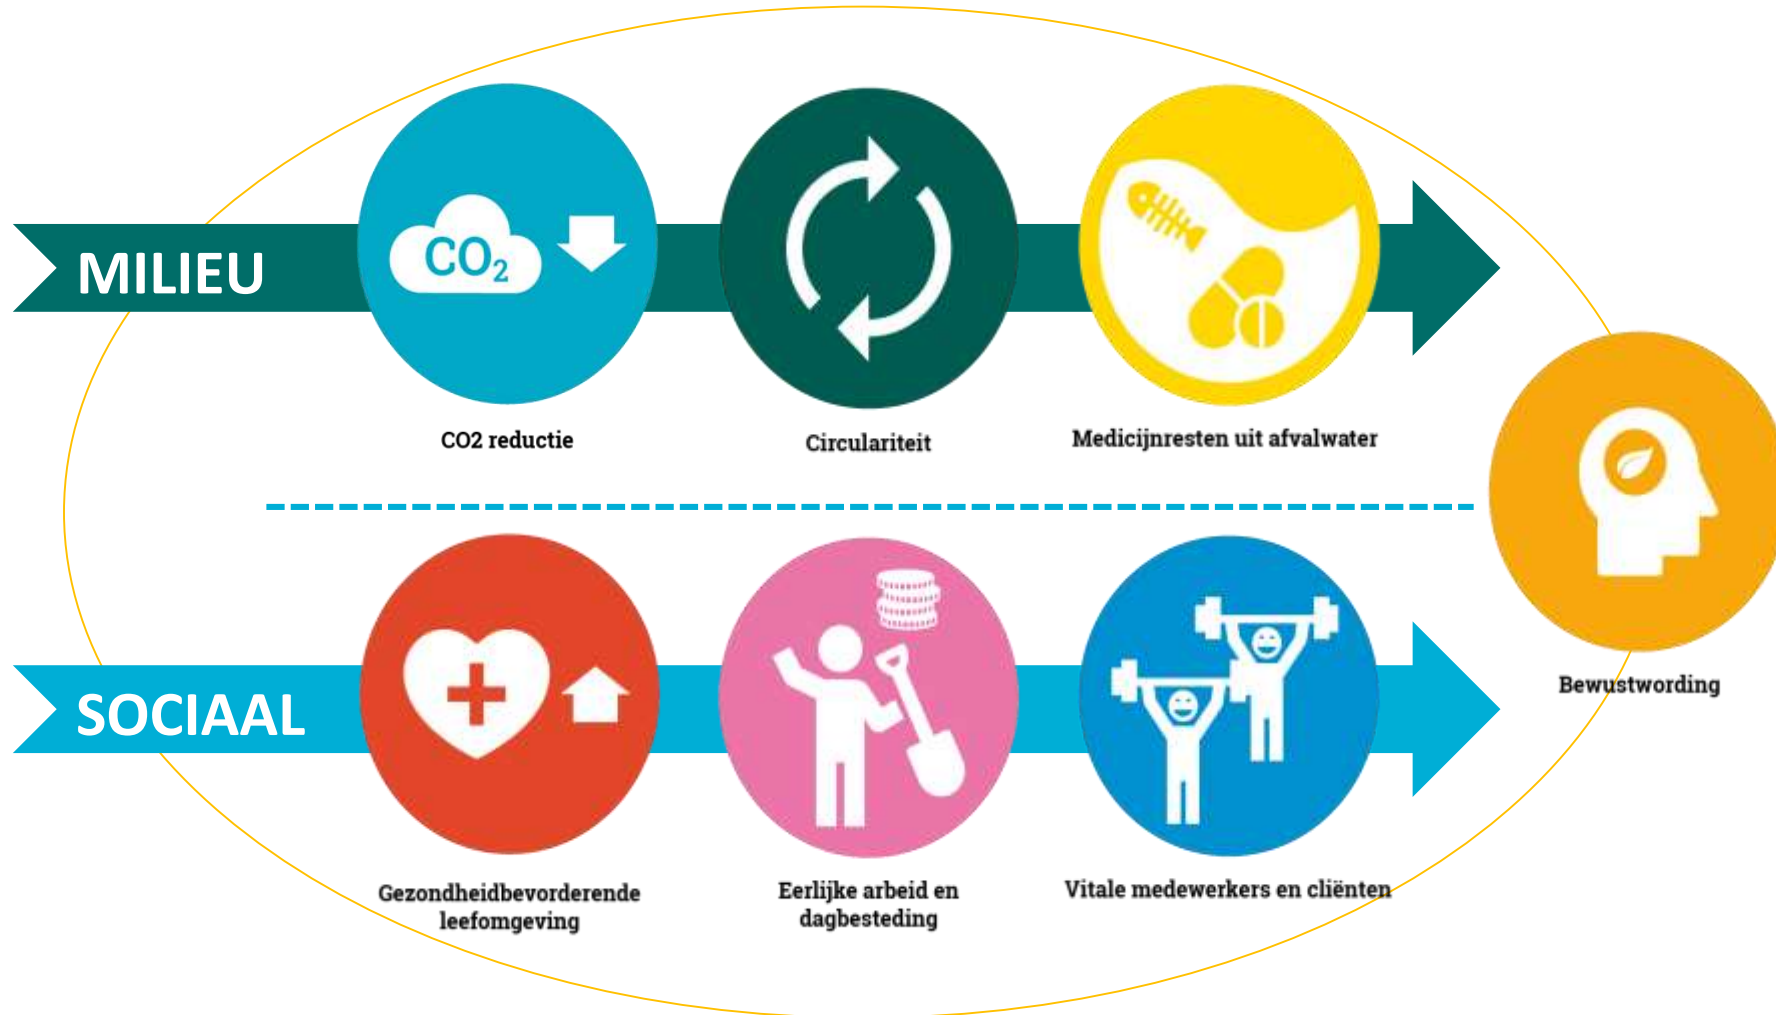 MILIEU
CO₂
CO2 reductie
Circulariteit
Medicijnresten uit afvalwater
Bewustwording
SOCIAAL
Gezondheidbevorderende
leefomgeving
Eerlijke arbeid en
dagbesteding
Vitale medewerkers en cliënten